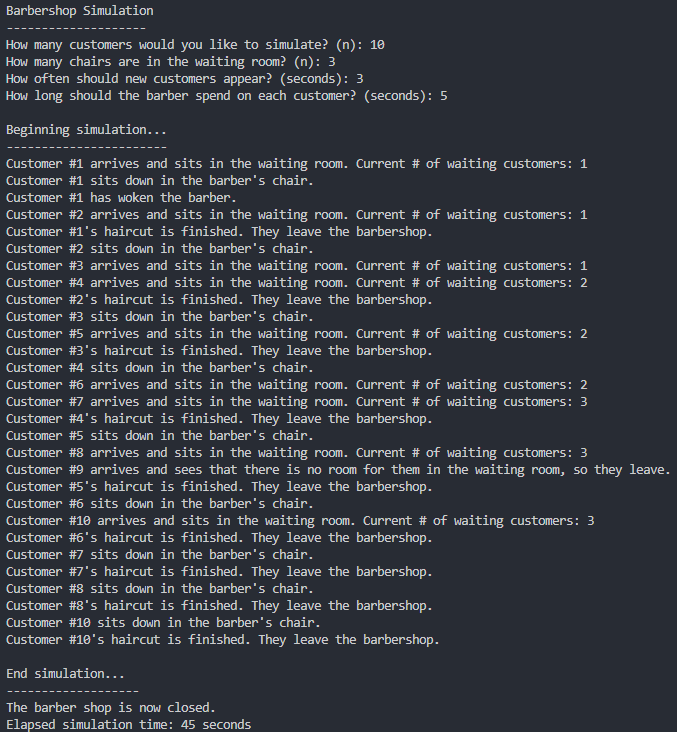 Barbershop Simulation
--------------------
How many customers would you like to simulate? (n): 10
How many chairs are in the waiting room? (n): 3
How often should new customers appear? (seconds): 3
How long should the barber spend on each customer? (seconds): 5
Beginning simulation...
-----------------------
Customer #1 arrives and sits in the waiting room. Current # of waiting customers: 1
Customer #1 sits down in the barber's chair.
Customer #1 has woken the barber.
Customer #2 arrives and sits in the waiting room. Current # of waiting customers: 1
Customer #1's haircut is finished. They leave the barbershop.
Customer #2 sits down in the barber's chair.
Customer #3 arrives and sits in the waiting room. Current # of waiting customers: 1
Customer #4 arrives and sits in the waiting room. Current # of waiting customers: 2
Customer #2's haircut is finished. They leave the barbershop.
Customer #3 sits down in the barber's chair.
Customer #5 arrives and sits in the waiting room. Current # of waiting customers: 2
Customer #3's haircut is finished. They leave the barbershop.
Customer #4 sits down in the barber's chair.
Customer #6 arrives and sits in the waiting room. Current # of waiting customers: 2
Customer #7 arrives and sits in the waiting room. Current # of waiting customers: 3
Customer #4's haircut is finished. They leave the barbershop.
Customer #5 sits down in the barber's chair.
Customer #8 arrives and sits in the waiting room. Current # of waiting customers: 3
Customer #9 arrives and sees that there is no room for them in the waiting room, so they leave.
Customer #5's haircut is finished. They leave the barbershop.
Customer #6 sits down in the barber's chair.
Customer #10 arrives and sits in the waiting room. Current # of waiting customers: 3
Customer #6's haircut is finished. They leave the barbershop.
Customer #7 sits down in the barber's chair.
Customer #7's haircut is finished. They leave the barbershop.
Customer #8 sits down in the barber's chair.
Customer #8's haircut is finished. They leave the barbershop.
Customer #10 sits down in the barber's chair.
Customer #10's haircut is finished. They leave the barbershop.
End simulation...
-------------------
The barber shop is now closed.
Elapsed simulation time: 45 seconds